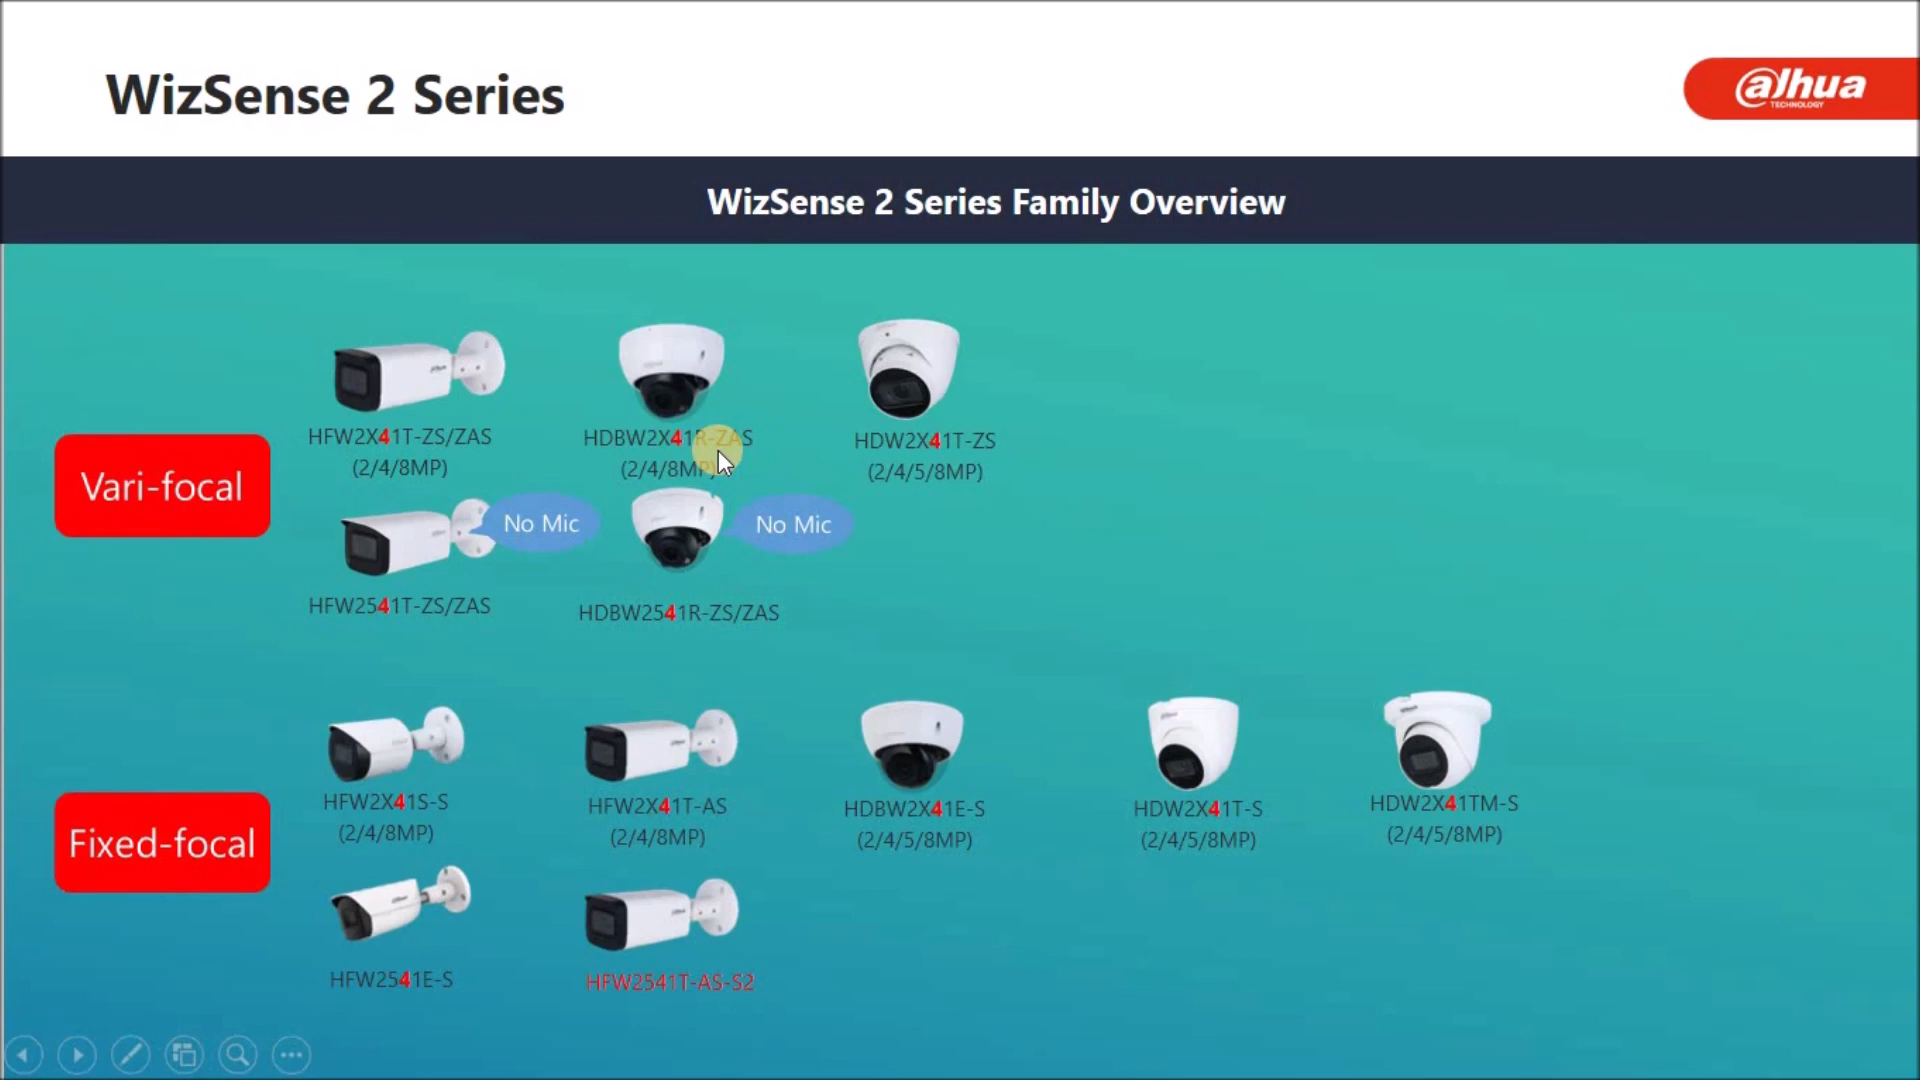 WizSense 2 Series
alhua
TECHNOLOGY
WizSense 2 Series Family Overview
Vari-focal
HFW2X41T-ZS/ZAS
(2/4/8MP)
HDBW2X41R-ZAS
(2/4/8MP)
HDW2X41T-ZS
(2/4/5/8MP)
No Mic
No Mic
HFW2541T-ZS/ZAS
HDBW2541R-ZS/ZAS
Fixed-focal
HFW2X41S-S
(2/4/8MP)
HFW2X41T-AS
(2/4/8MP)
HDBW2X41E-S
(2/4/5/8MP)
HDW2X41T-S
(2/4/5/8MP)
HDW2X41TM-S
(2/4/5/8MP)
HFW2541E-S
HFW2541T-AS-S2